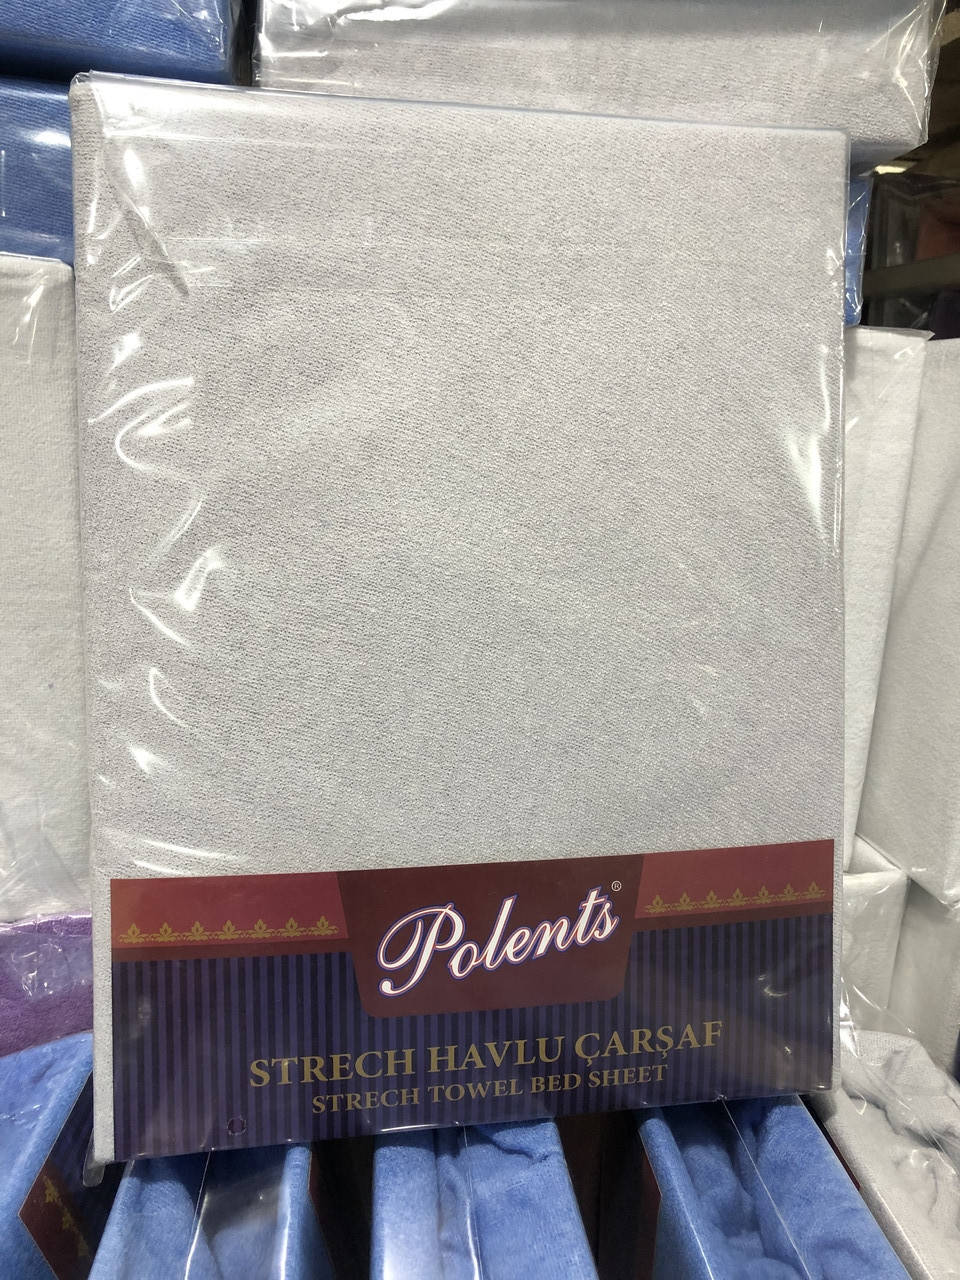 Polents®
STRECH HAVLU ÇARŞAF
STRECH TOWEL BED SHEET